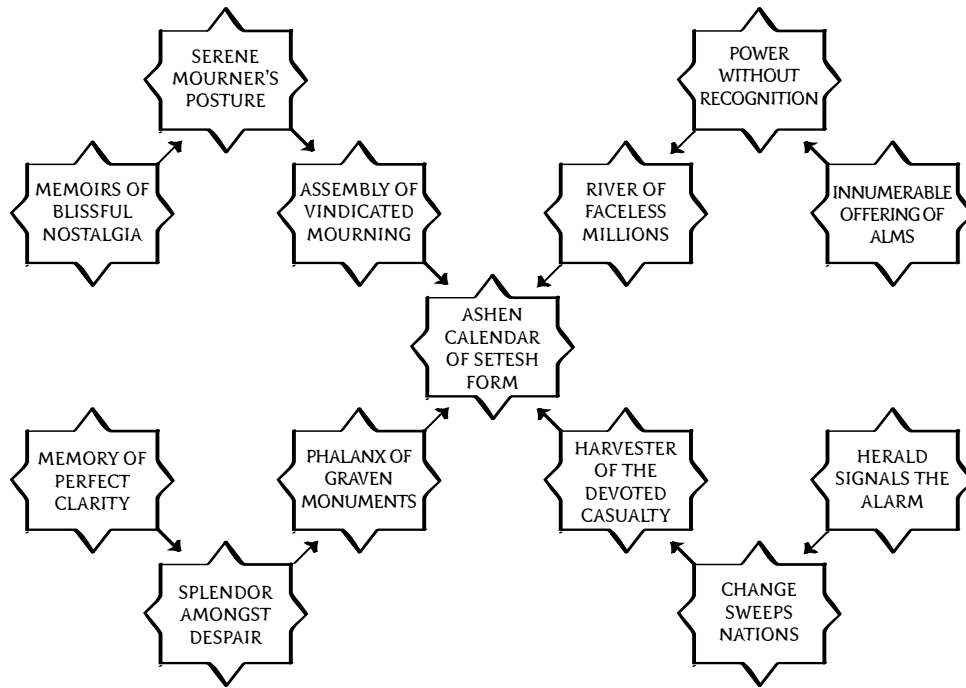 SERENE
MOURNER'S
POSTURE
POWER
WITHOUT
RECOGNITION
MEMOIRS OF
BLISSFUL
NOSTALGIA
ASSEMBLY OF
VINDICATED
MOURNING
RIVER OF
FACELESS
MILLIONS
INNUMERABLE
OFFERING OF
ALMS
ASHEN
CALENDAR
OF SETESH
FORM
MEMORY OF
PERFECT
CLARITY
PHALANX OF
GRAVEN
MONUMENTS
HARVESTER
OF THE
DEVOTED
CASUALTY
HERALD
SIGNALS THE
ALARM
SPLENDOR
AMONGST
DESPAIR
CHANGE
SWEEPS
NATIONS